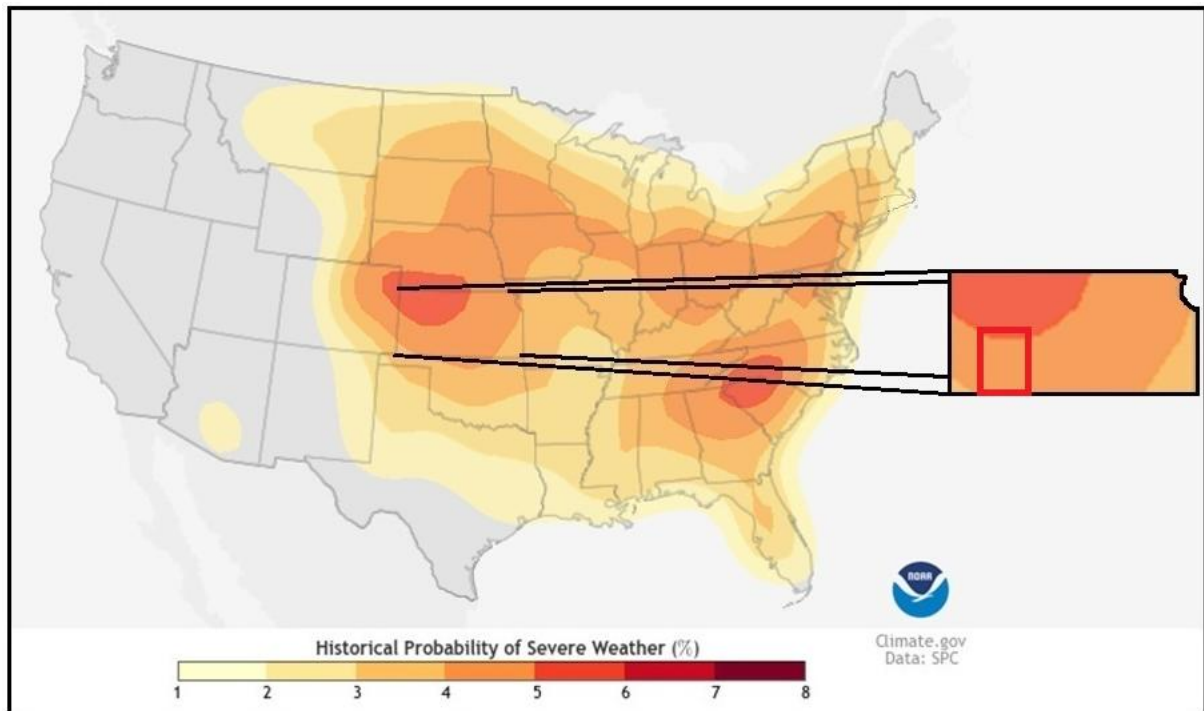 NOAA
Climate.gov
Data: SPC
Historical Probability of Severe Weather (%)
1 2 3 4 5 6 7 8